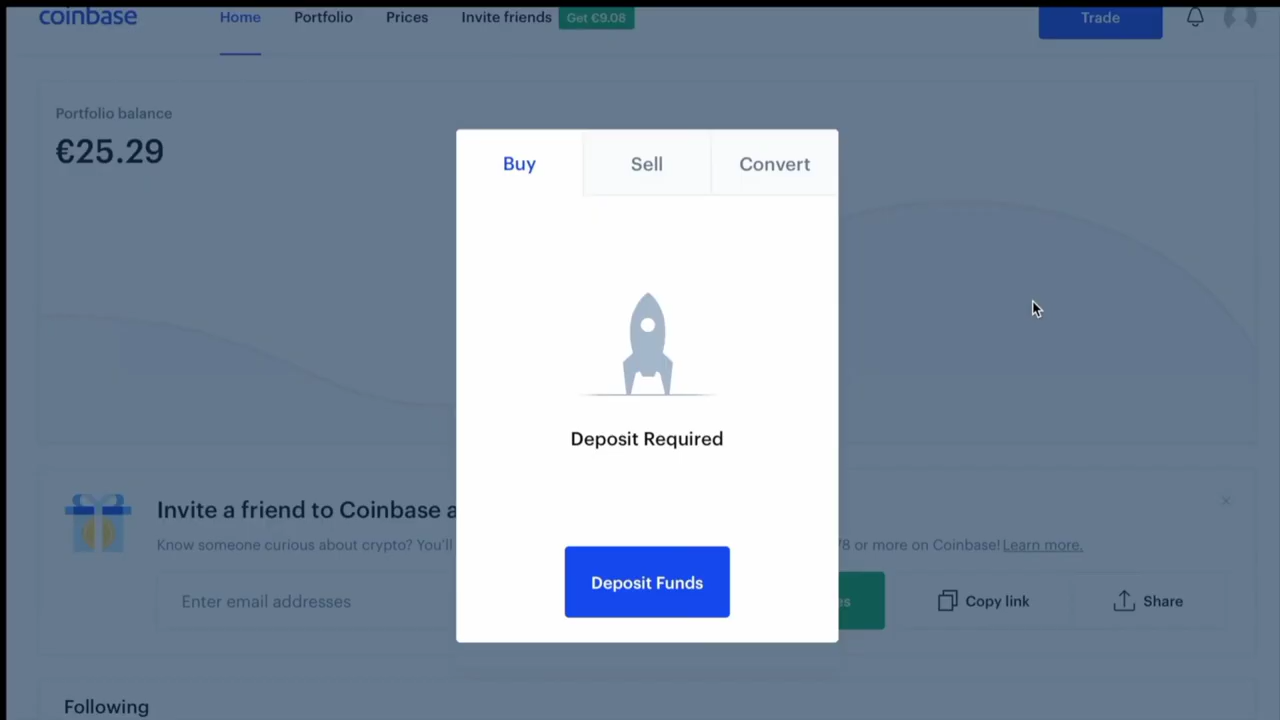 coinbase Home Portfolio Prices Invite friends Get €9.08 Trade
Portfolio balance
€25.29
Buy Sell Convert
Deposit Required
Deposit Funds
Invite a friend to Coinbase a
Know someone curious about crypto? You'll 78 or more on Coinbase! Learn more.
Enter email addresses es Copy link Share
Following